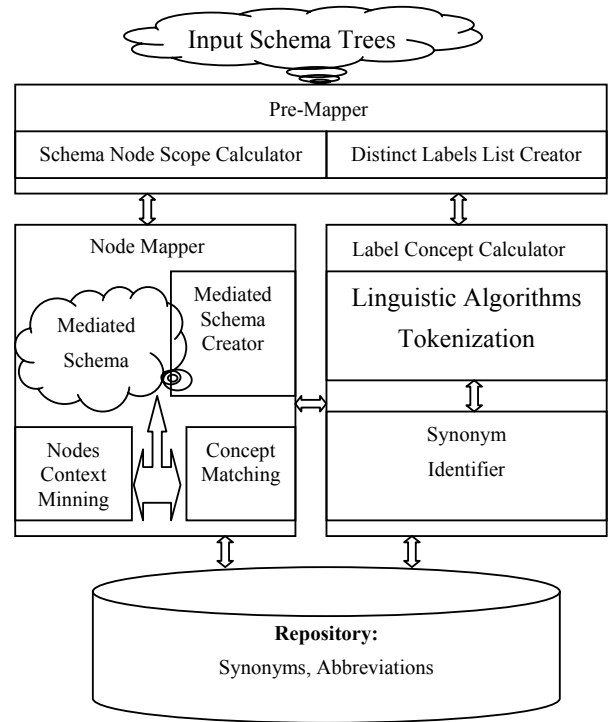 Input Schema Trees
Pre-Mapper
Schema Node Scope Calculator
Distinct Labels List Creator
Node Mapper
Mediated
Schema
Mediated
Schema
Creator
Nodes
Context
Minning
Concept
Matching
Label Concept Calculator
Linguistic Algorithms
Tokenization
Synonym
Identifier
Repository:
Synonyms, Abbreviations